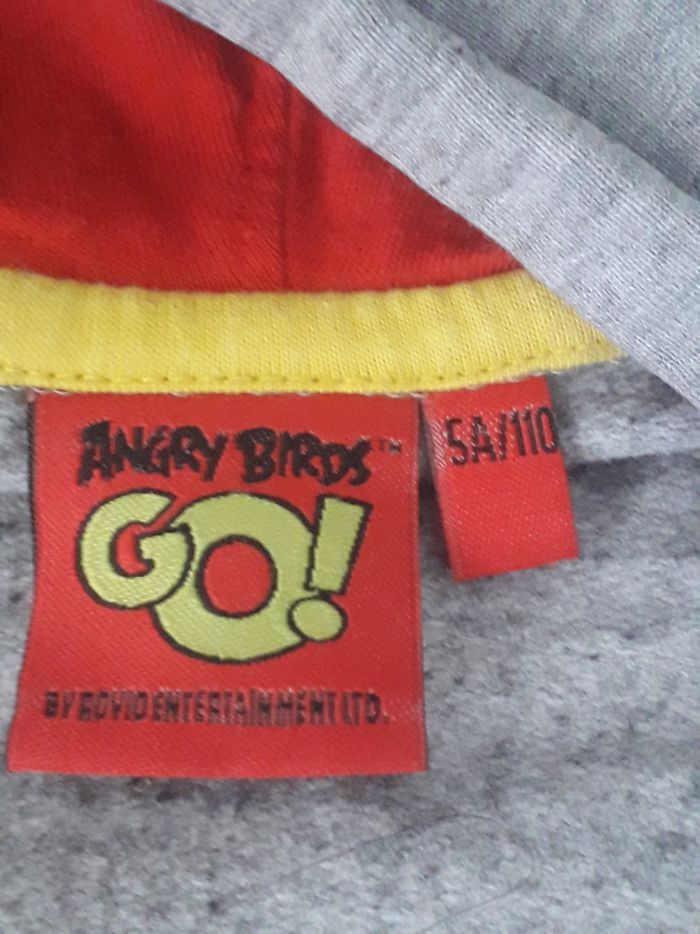 ANGRY BIRDS™
GO!
BY ROVIO ENTERTAINMENT LTD.
5A/110